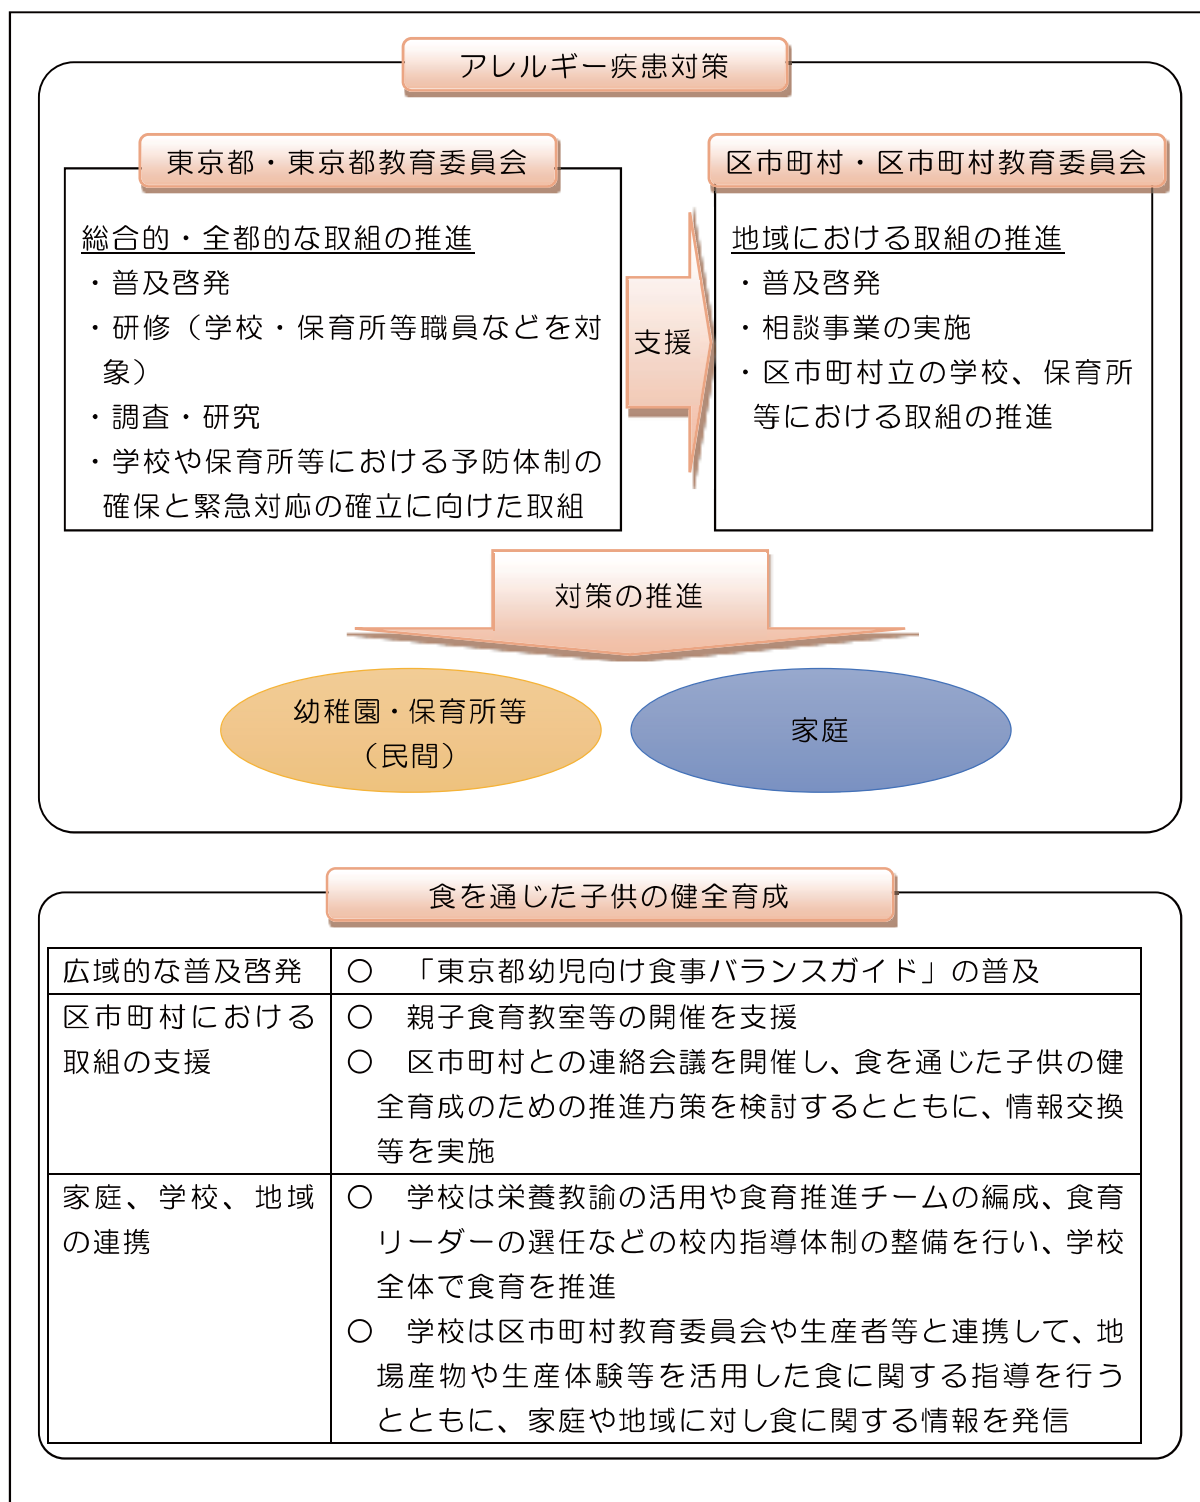 アレルギー疾患対策
東京都・東京都教育委員会
総合的・全都的な取組の推進
・普及啓発
・研修（学校・保育所等職員などを対
象）
・調査・研究
・学校や保育所等における予防体制の
確保と緊急対応の確立に向けた取組
支援
区市町村・区市町村教育委員会
地域における取組の推進
・普及啓発
・相談事業の実施
・区市町村立の学校、保育所
等における取組の推進
対策の推進
幼稚園・保育所等
（民間）
家庭
食を通じた子供の健全育成
広域的な普及啓発
○　「東京都幼児向け食事バランスガイド」の普及
区市町村における
取組の支援
○　親子食育教室等の開催を支援
○　区市町村との連絡会議を開催し、食を通じた子供の健
全育成のための推進方策を検討するとともに、情報交換
等を実施
家庭、学校、地域
の連携
○　学校は栄養教諭の活用や食育推進チームの編成、食育
リーダーの選任などの校内指導体制の整備を行い、学校
全体で食育を推進
○　学校は区市町村教育委員会や生産者等と連携して、地
場産物や生産体験等を活用した食に関する指導を行う
とともに、家庭や地域に対し食に関する情報を発信